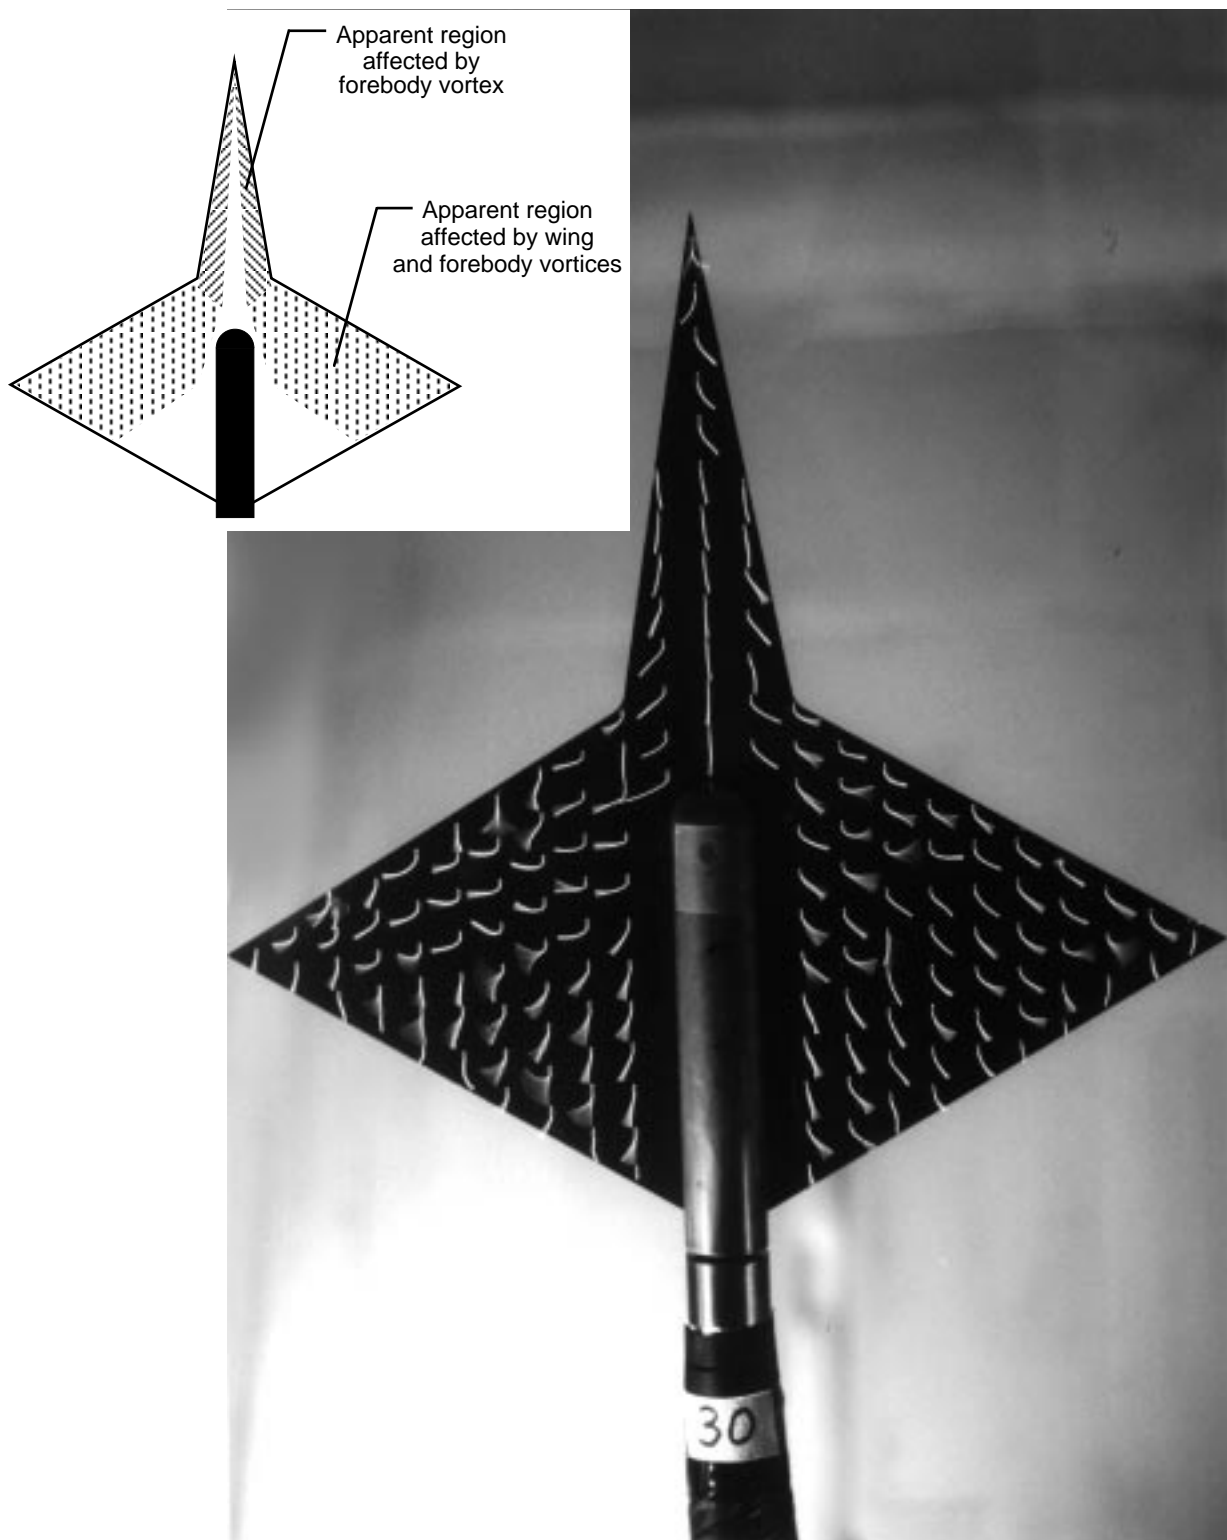 Apparent region
affected by
forebody vortex
Apparent region
affected by wing
and forebody vortices
30